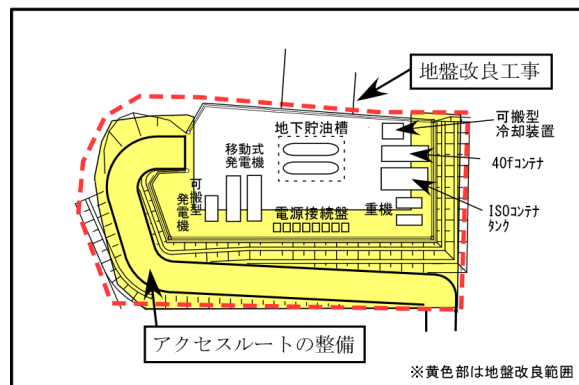 地盤改良工事
可搬型
冷却装置
地下貯油槽
移動式
発電機
40fコンテナ
可搬型
発電機
ISOコンテナ
タンク
重機
電源接続盤
アクセスルートの整備
※黄色部は地盤改良範囲